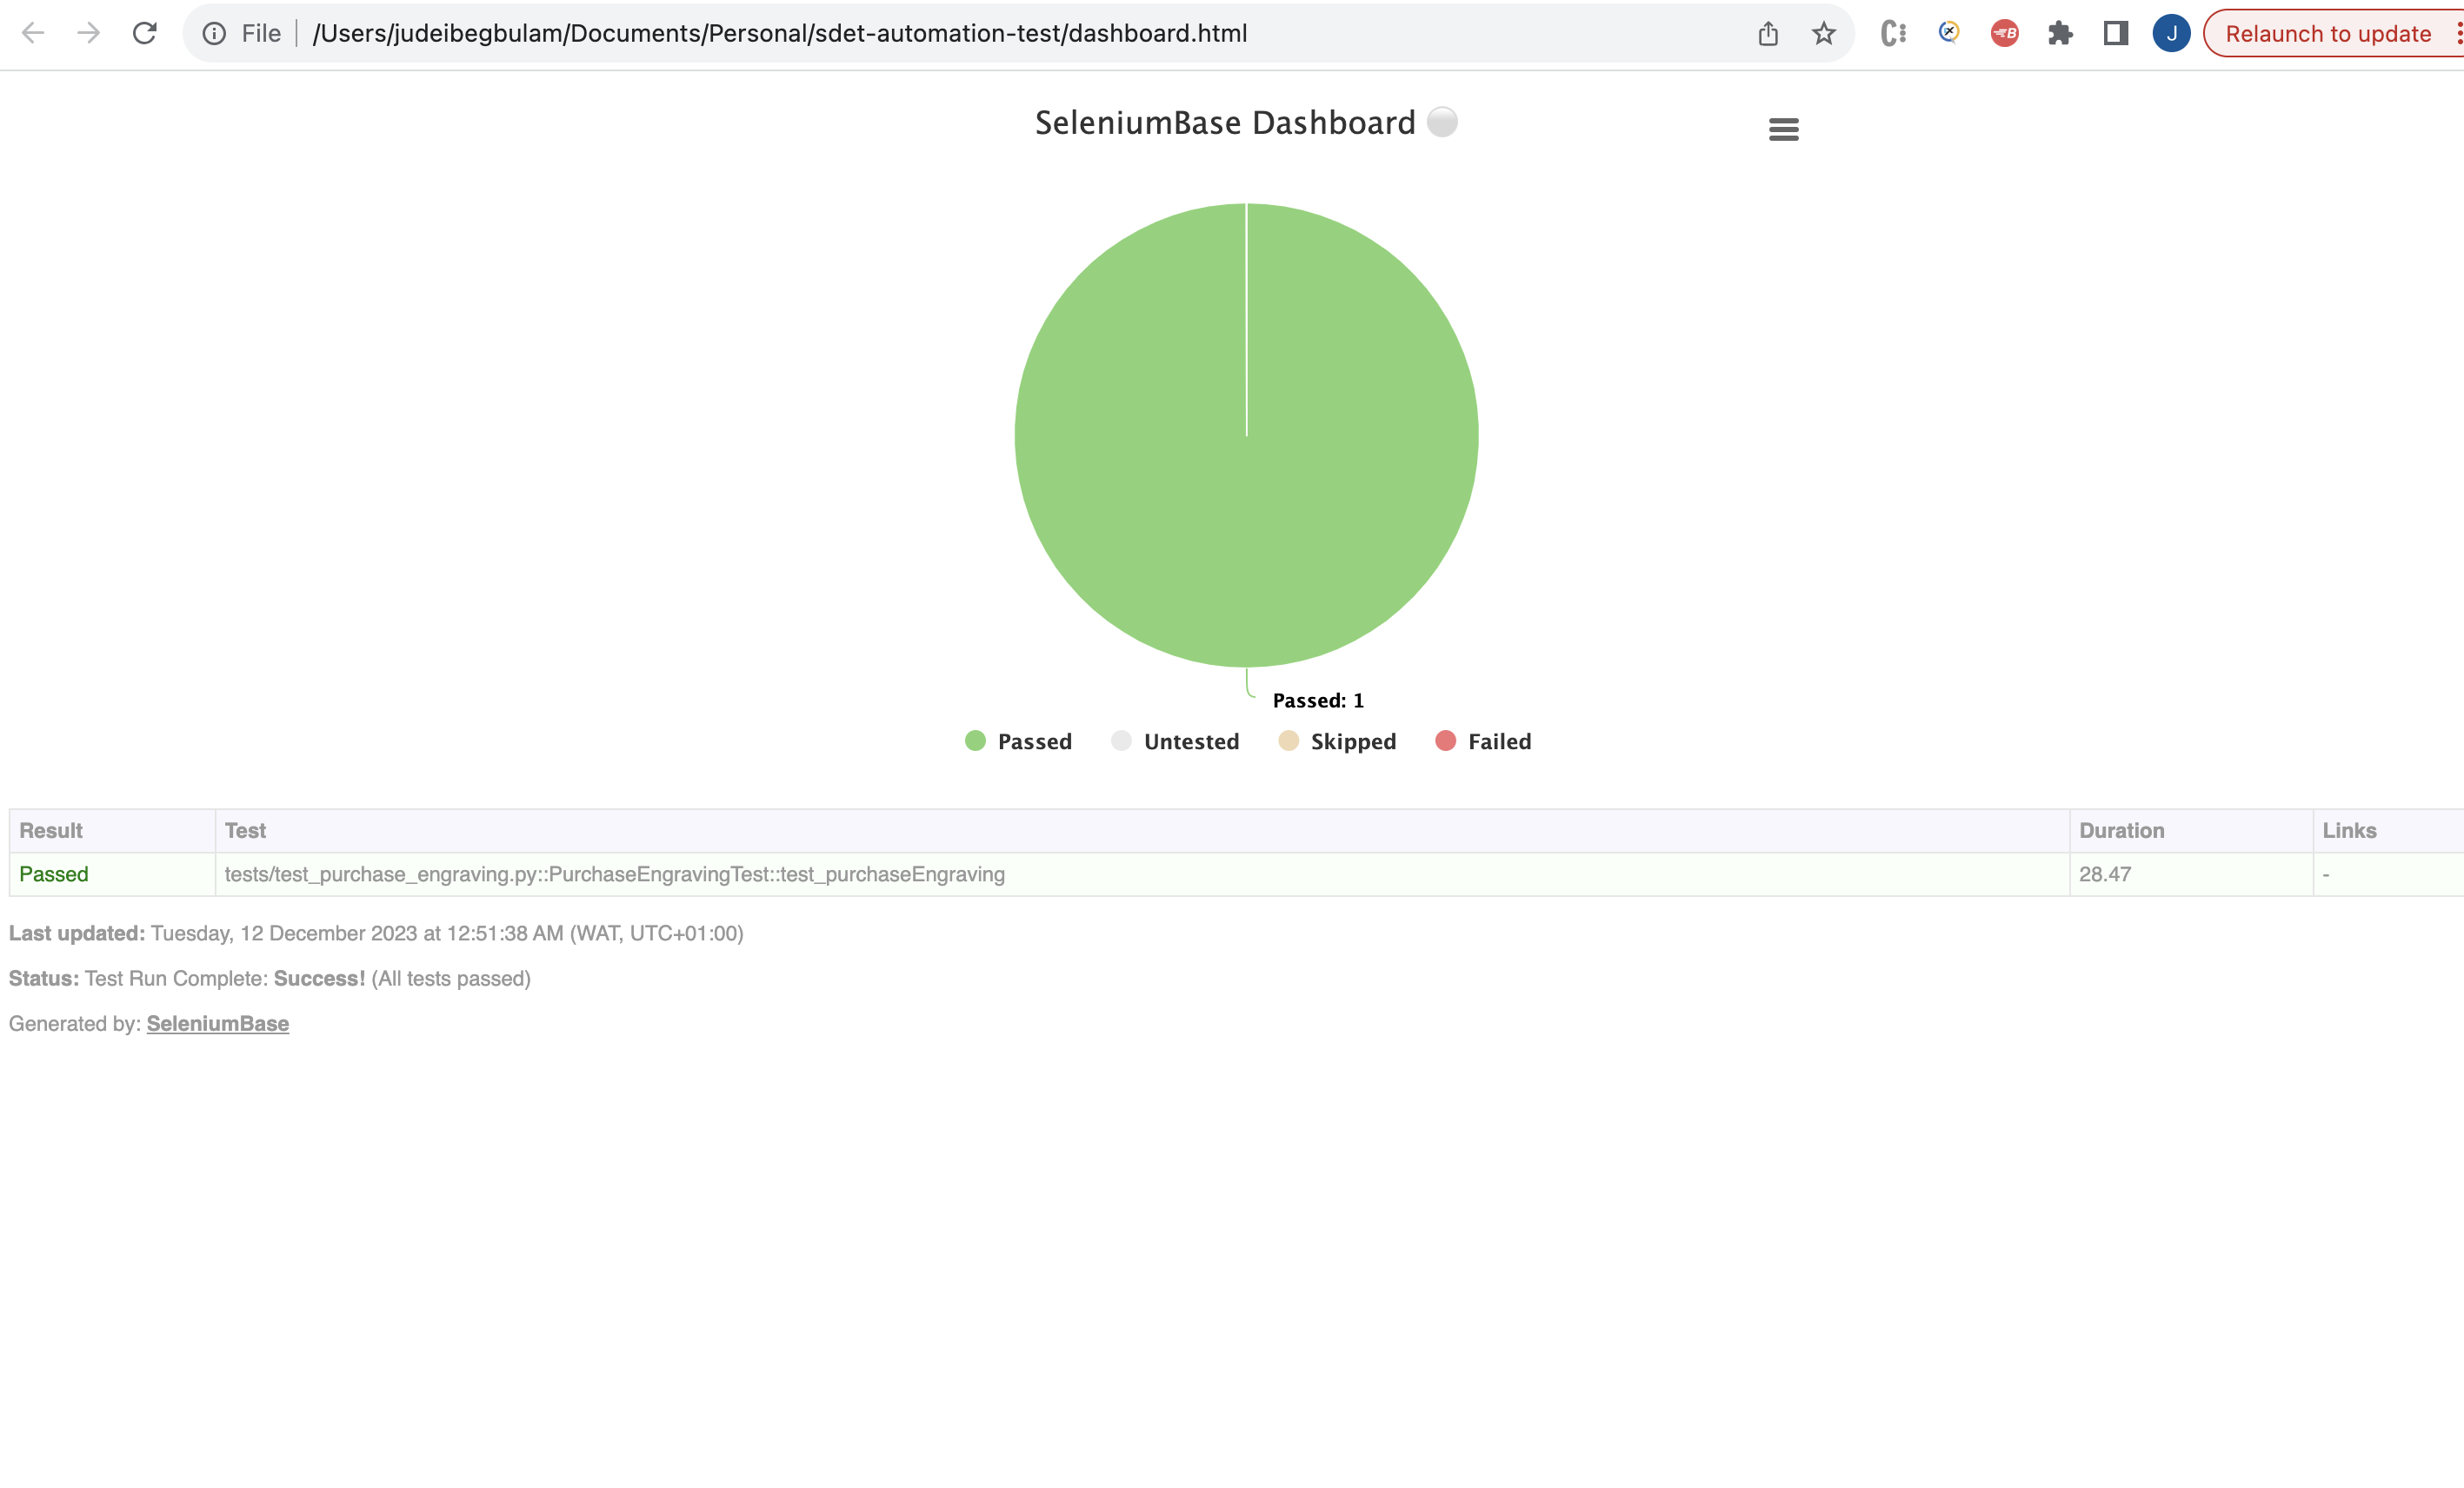 File /Users/judeibegbulam/Documents/Personal/sdet-automation-test/dashboard.html J Relaunch to update
SeleniumBase Dashboard
Passed: 1
Passed Untested Skipped Failed
Result Test Duration Links
Passed tests/test_purchase_engraving.py::PurchaseEngravingTest::test_purchaseEngraving 28.47 -
Last updated: Tuesday, 12 December 2023 at 12:51:38 AM (WAT, UTC+01:00)
Status: Test Run Complete: Success! (All tests passed)
Generated by: SeleniumBase